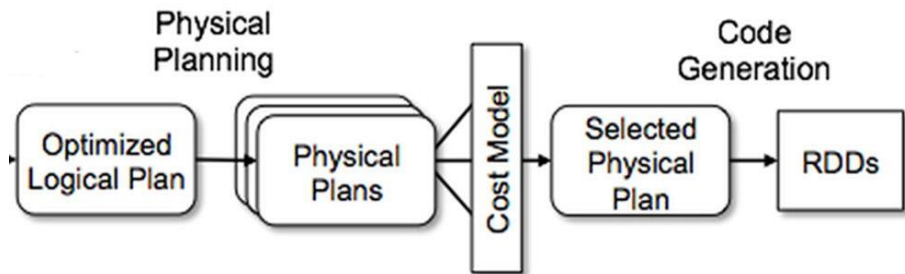 Physical
Planning
Code
Generation
Optimized
Logical Plan
Physical
Plans
Cost Model
Selected
Physical
Plan
RDDs